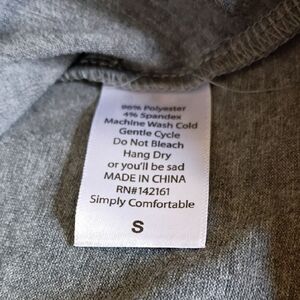 96% Polyester
4% Spandex
Machine Wash Cold
Gentle Cycle
Do Not Bleach
Hang Dry
or you'll be sad
MADE IN CHINA
RN#142161
Simply Comfortable
S